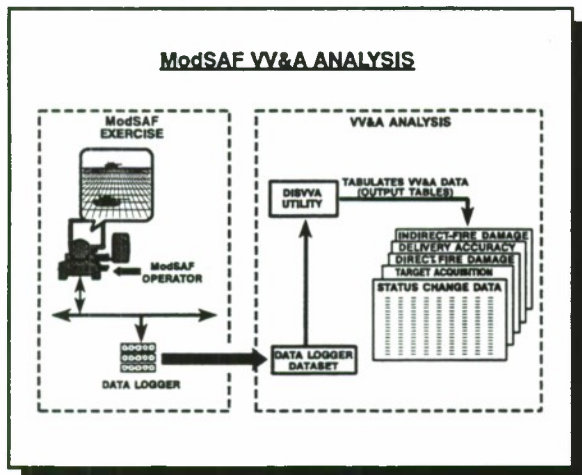 ModSAF VV&A ANALYSIS
ModSAF
EXERCISE
ModSAF
OPERATOR
DATA LOGGER
VV&A ANALYSIS
DISVVA
UTILITY
TABULATES VV&A DATA
(OUTPUT TABLES)
INDIRECT-FIRE DAMAGE
DELIVERY ACCURACY
DIRECT-FIRE DAMAGE
TARGET ACQUISITION
STATUS CHANGE DATA
DATA LOGGER
DATASET